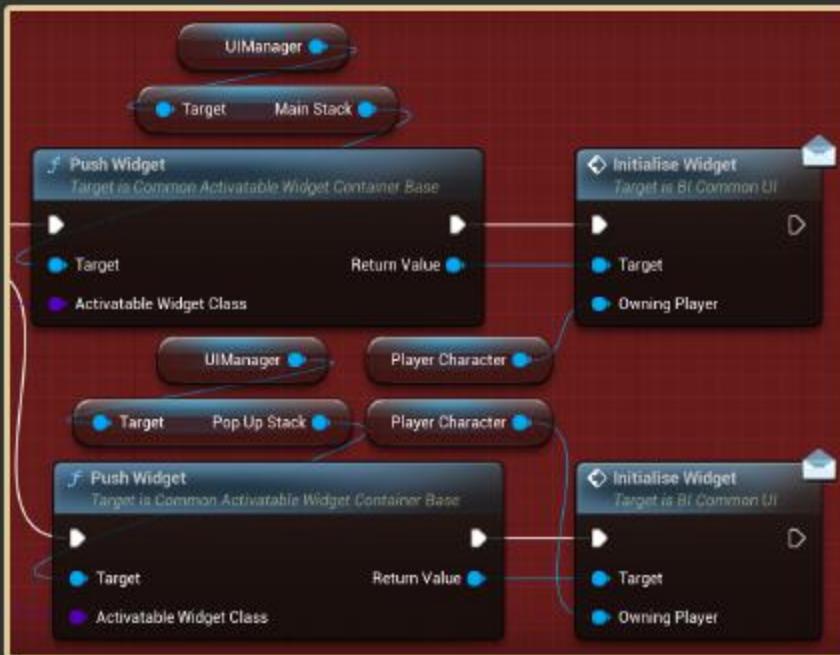 UIManager
Target Main Stack
Push Widget
Target is Common Activatable Widget Container Base
Initialise Widget
Target is BI Common UI
Target Return Value
Target
Activatable Widget Class
Owning Player
UIManager
Player Character
Target Pop Up Stack
Player Character
Push Widget
Target is Common Activatable Widget Container Base
Initialise Widget
Target is BI Common UI
Target Return Value
Target
Activatable Widget Class
Owning Player